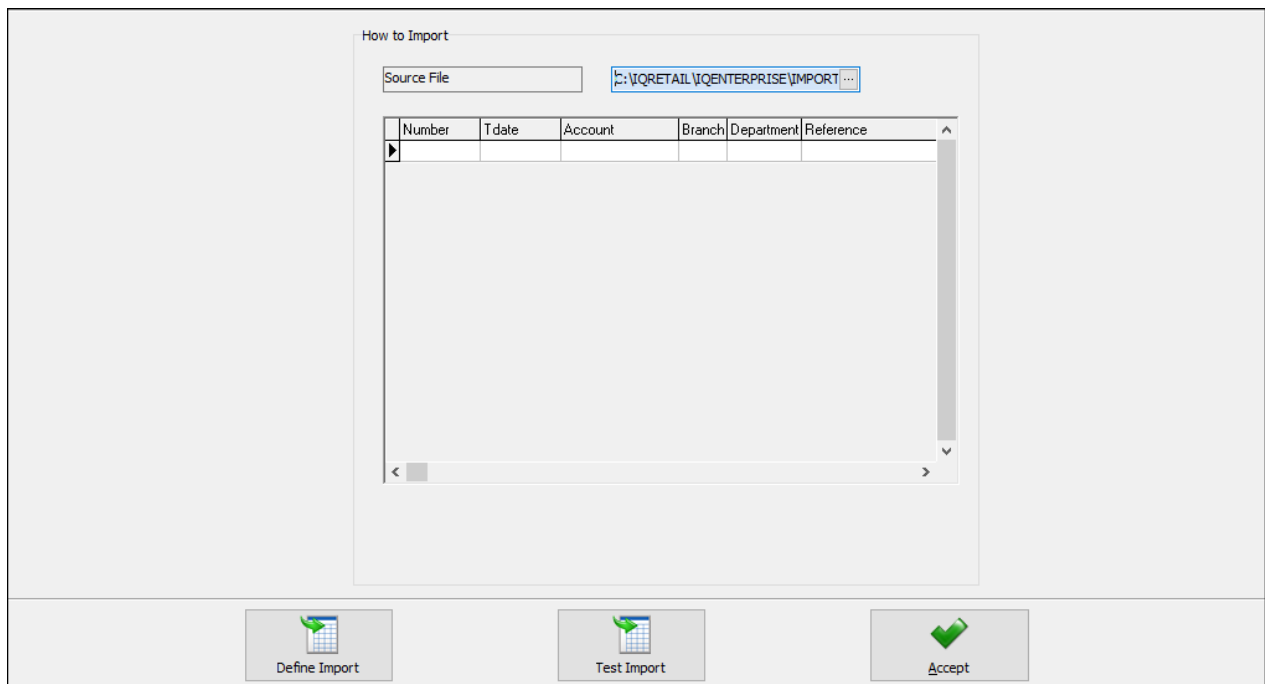 How to Import
Source File C:\IQRETAIL\IQENTERPRISE\IMPORT ...
Number Tdate Account Branch Department Reference
Define Import Test Import Accept